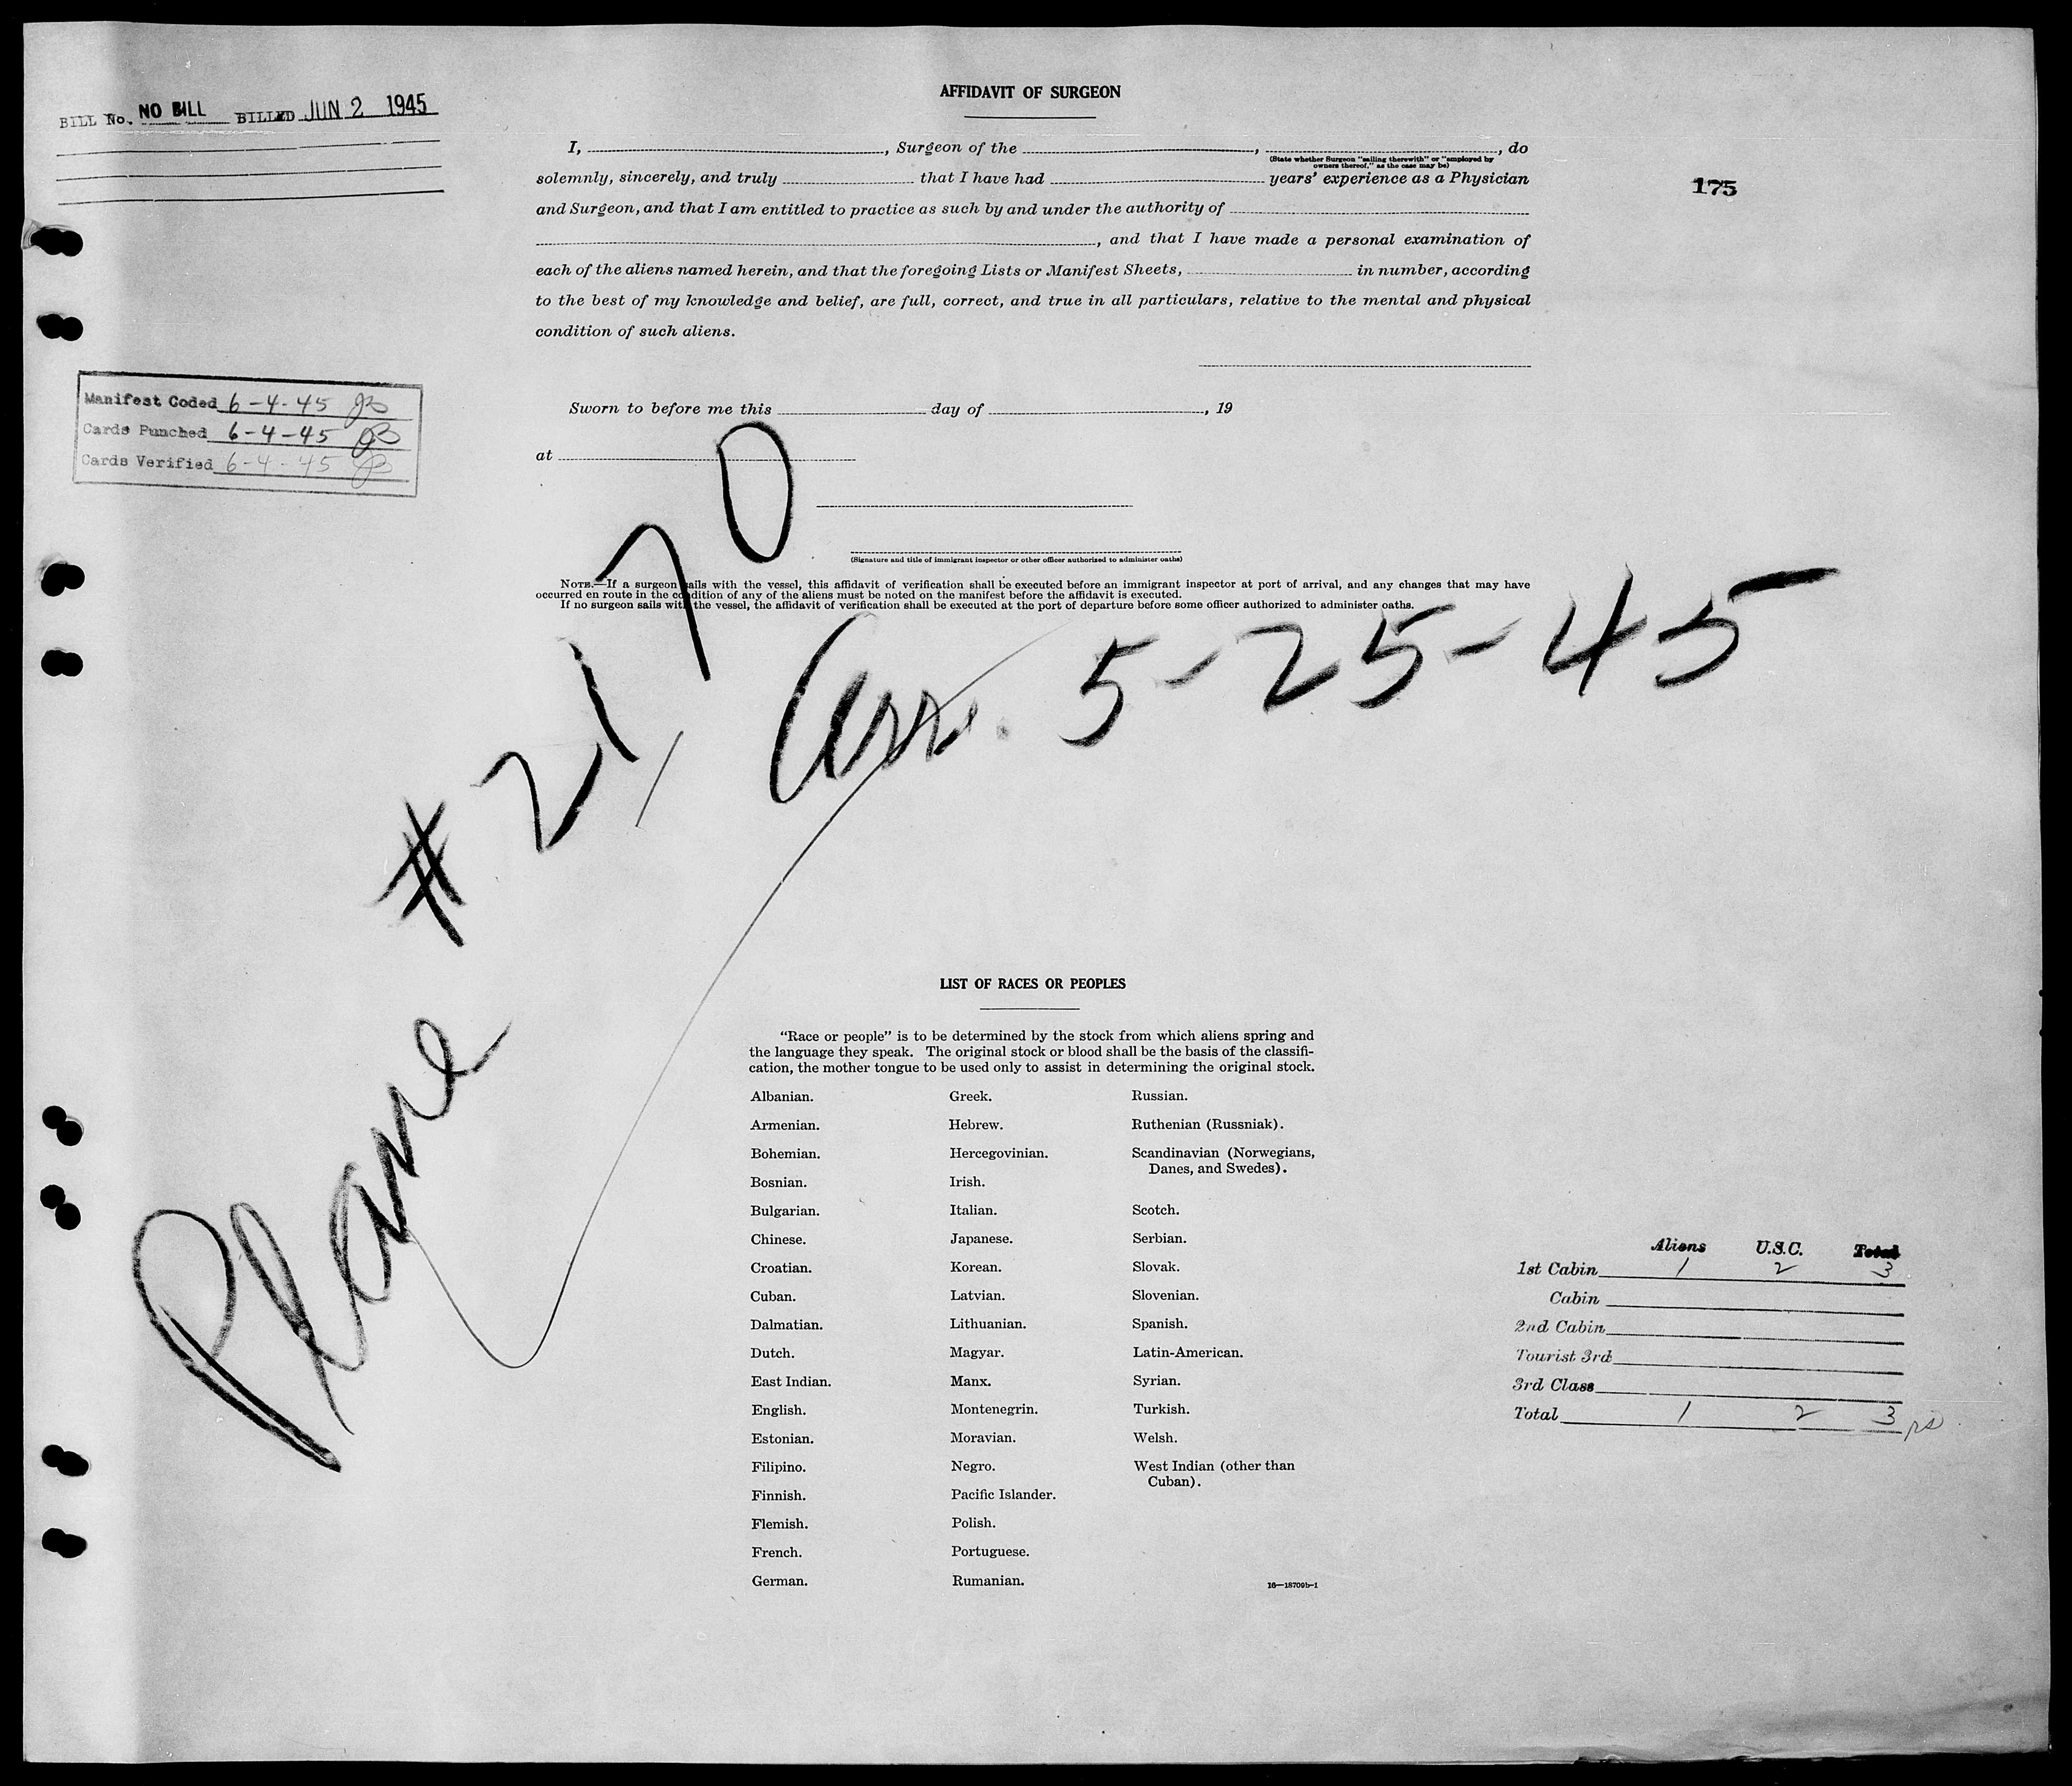 BILL No. NO BILL BILLED JUN 2 1945
AFFIDAVIT OF SURGEON
175
I, , Surgeon of the , , do
(State whether Surgeon "sailing therewith" or "employed by
owners thereof," as the case may be)
solemnly, sincerely, and truly that I have had years' experience as a Physician
and Surgeon, and that I am entitled to practice as such by and under the authority of
, and that I have made a personal examination of
each of the aliens named herein, and that the foregoing Lists or Manifest Sheets, in number, according
to the best of my knowledge and belief, are full, correct, and true in all particulars, relative to the mental and physical
condition of such aliens.
Manifest Coded 6-4-45
Cards Punched 6-4-45
Cards Verified 6-4-45
Sworn to before me this day of , 19
at
(Signature and title of immigrant inspector or other officer authorized to administer oaths)
NOTE.—If a surgeon sails with the vessel, this affidavit of verification shall be executed before an immigrant inspector at port of arrival, and any changes that may have
occurred en route in the condition of any of the aliens must be noted on the manifest before the affidavit is executed.
If no surgeon sails with the vessel, the affidavit of verification shall be executed at the port of departure before some officer authorized to administer oaths.
Plane # 2170
Arr. 5-25-45
LIST OF RACES OR PEOPLES
"Race or people" is to be determined by the stock from which aliens spring and
the language they speak. The original stock or blood shall be the basis of the classifi-
cation, the mother tongue to be used only to assist in determining the original stock.
Albanian. Greek. Russian.
Armenian. Hebrew. Ruthenian (Russniak).
Bohemian. Hercegovinian. Scandinavian (Norwegians,
Danes, and Swedes).
Bosnian. Irish.
Bulgarian. Italian. Scotch.
Chinese. Japanese. Serbian.
Croatian. Korean. Slovak.
Cuban. Latvian. Slovenian.
Dalmatian. Lithuanian. Spanish.
Dutch. Magyar. Latin-American.
East Indian. Manx. Syrian.
English. Montenegrin. Turkish.
Estonian. Moravian. Welsh.
Filipino. Negro. West Indian (other than
Cuban).
Finnish. Pacific Islander.
Flemish. Polish.
French. Portuguese.
German. Rumanian.
16—18709b-1
Aliens U.S.C. Total
1st Cabin 1 2 3
Cabin
2nd Cabin
Tourist 3rd
3rd Class
Total 1 2 3